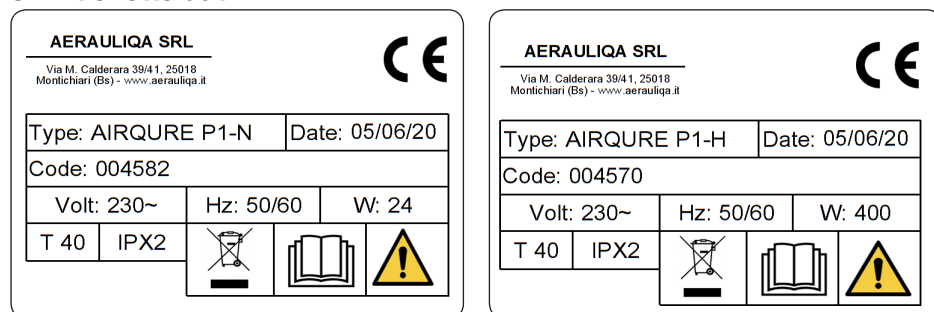 AERAULIQA SRL
Via M. Calderara 39/41, 25018
Montichiari (Bs) - www.aerauliqa.it
CE
Type: AIRQURE P1-N
Date: 05/06/20
Code: 004582
Volt: 230~
Hz: 50/60
W: 24
T 40
IPX2
AERAULIQA SRL
Via M. Calderara 39/41, 25018
Montichiari (Bs) - www.aerauliqa.it
CE
Type: AIRQURE P1-H
Date: 05/06/20
Code: 004570
Volt: 230~
Hz: 50/60
W: 400
T 40
IPX2